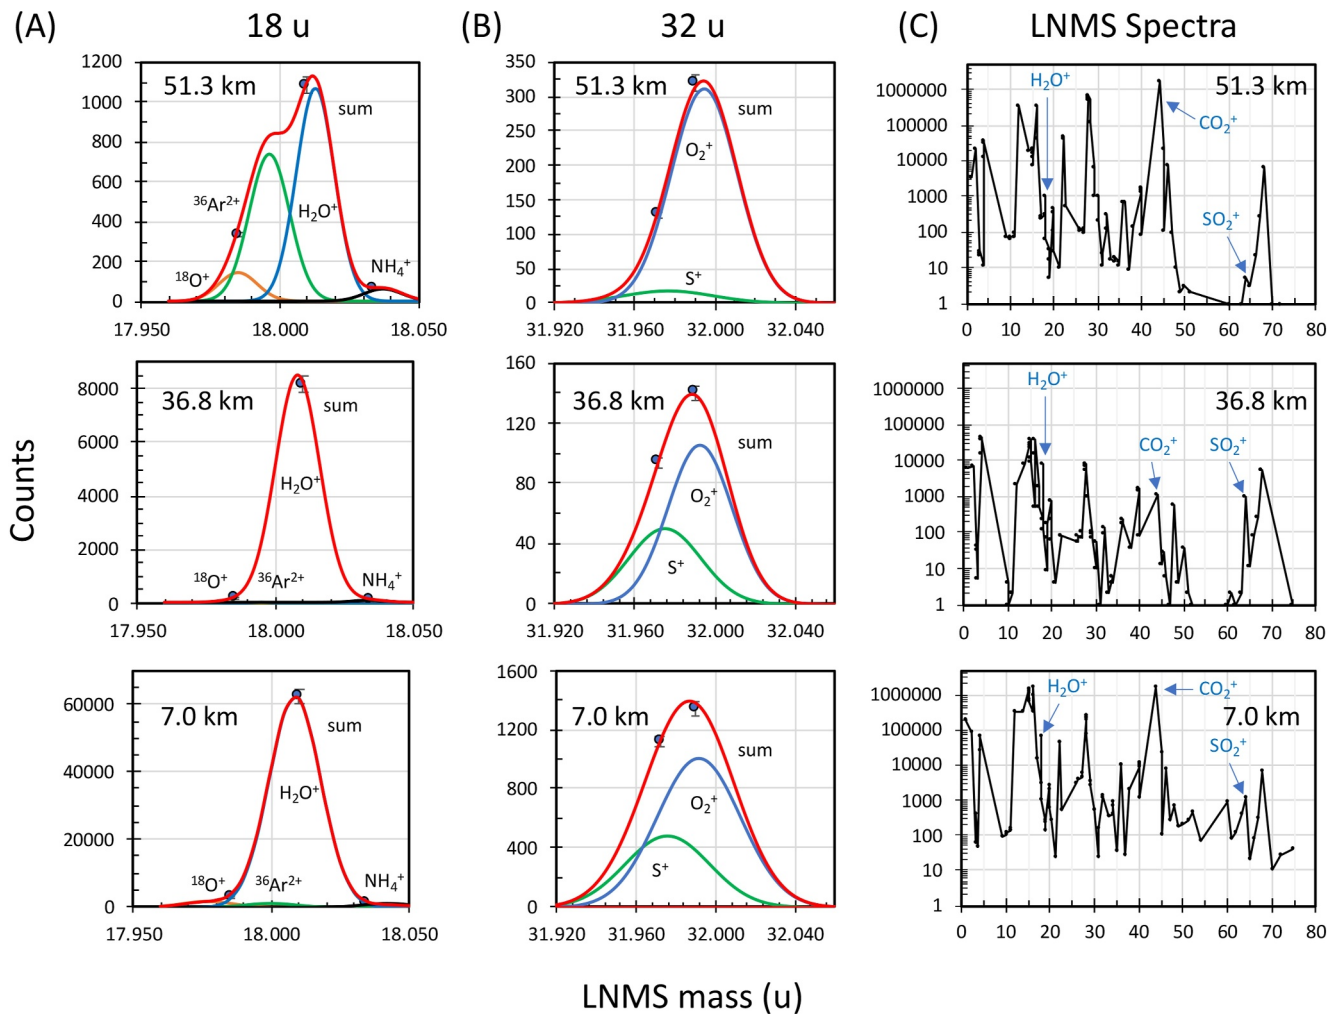 (A) 18 u (B) 32 u (C) LNMS Spectra
1200 51.3 km
1000 sum
800
600 ³⁶Ar²⁺
400 H₂O⁺
200 ¹⁸O⁺ NH₄⁺
0
17.950 18.000 18.050
350 51.3 km
300 sum
250
200 O₂⁺
150
100
50 S⁺
0
31.920 31.960 32.000 32.040
H₂O⁺ 51.3 km
1000000
100000 CO₂⁺
10000
1000
100 SO₂⁺
10
1
0 10 20 30 40 50 60 70 80
8000 36.8 km sum
6000
4000 H₂O⁺
2000
0 ¹⁸O⁺ ³⁶Ar²⁺ NH₄⁺
17.950 18.000 18.050
160
120 36.8 km sum
80 O₂⁺
40 S⁺
0
31.920 31.960 32.000 32.040
H₂O⁺ 36.8 km
1000000
100000 CO₂⁺ SO₂⁺
10000
1000
100
10
1
0 10 20 30 40 50 60 70 80
60000 7.0 km sum
40000 H₂O⁺
20000
0 ¹⁸O⁺ ³⁶Ar²⁺ NH₄⁺
17.950 18.000 18.050
1600
1200 7.0 km sum
800 O₂⁺
400 S⁺
0
31.920 31.960 32.000 32.040
H₂O⁺ CO₂⁺
1000000 7.0 km
100000 SO₂⁺
10000
1000
100
10
1
0 10 20 30 40 50 60 70 80
Counts
LNMS mass (u)